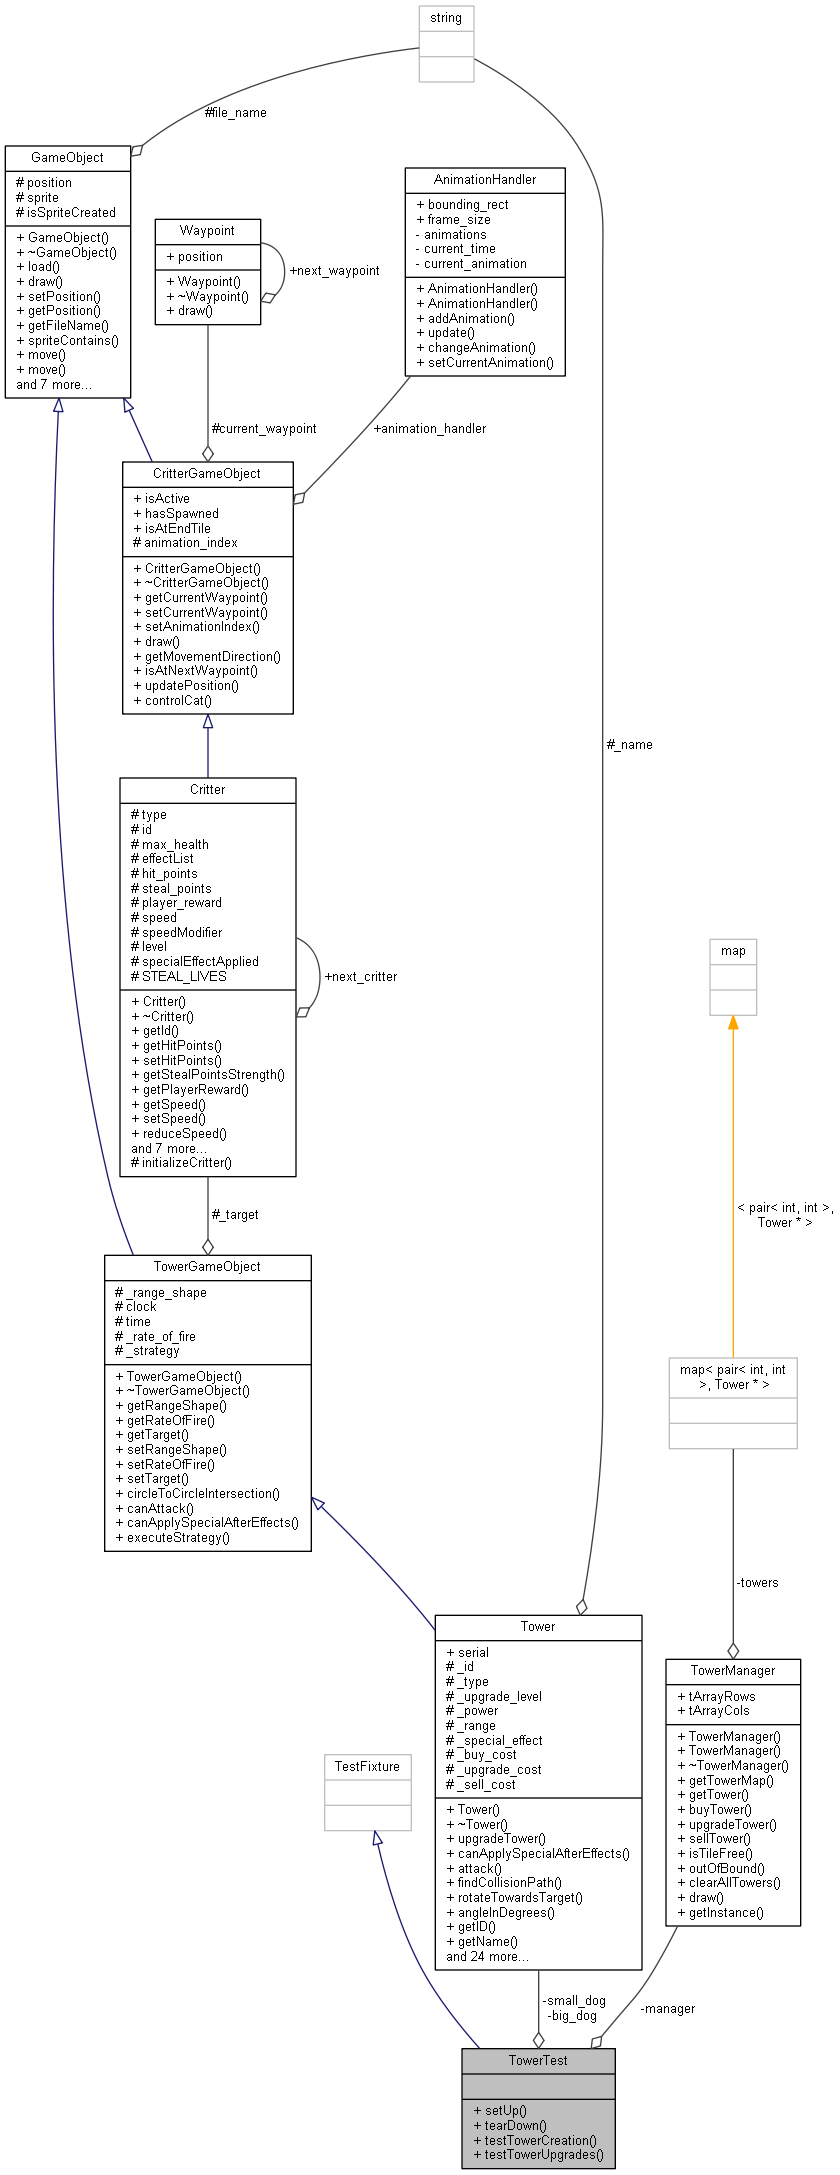 string
#file_name
GameObject
# position
# sprite
# isSpriteCreated
+ GameObject()
+ ~GameObject()
+ load()
+ draw()
+ setPosition()
+ getPosition()
+ getFileName()
+ spriteContains()
+ move()
+ move()
and 7 more...
Waypoint
+ position
+ Waypoint()
+ ~Waypoint()
+ draw()
+next_waypoint
AnimationHandler
+ bounding_rect
+ frame_size
- animations
- current_time
- current_animation
+ AnimationHandler()
+ AnimationHandler()
+ addAnimation()
+ update()
+ changeAnimation()
+ setCurrentAnimation()
#current_waypoint
+animation_handler
CritterGameObject
+ isActive
+ hasSpawned
+ isAtEndTile
# animation_index
+ CritterGameObject()
+ ~CritterGameObject()
+ getCurrentWaypoint()
+ setCurrentWaypoint()
+ setAnimationIndex()
+ draw()
+ getMovementDirection()
+ isAtNextWaypoint()
+ updatePosition()
+ controlCat()
#_name
Critter
# type
# id
# max_health
# effectList
# hit_points
# steal_points
# player_reward
# speed
# speedModifier
# level
# specialEffectApplied
# STEAL_LIVES
+ Critter()
+ ~Critter()
+ getId()
+ getHitPoints()
+ setHitPoints()
+ getStealPointsStrength()
+ getPlayerReward()
+ getSpeed()
+ setSpeed()
+ reduceSpeed()
and 7 more...
# initializeCritter()
+next_critter
map
#_target
< pair< int, int >,
Tower * >
TowerGameObject
# _range_shape
# clock
# time
# _rate_of_fire
# _strategy
+ TowerGameObject()
+ ~TowerGameObject()
+ getRangeShape()
+ getRateOfFire()
+ getTarget()
+ setRangeShape()
+ setRateOfFire()
+ setTarget()
+ circleToCircleIntersection()
+ canAttack()
+ canApplySpecialAfterEffects()
+ executeStrategy()
map< pair< int, int
>, Tower * >
-towers
Tower
+ serial
# _id
# _type
# _upgrade_level
# _power
# _range
# _special_effect
# _buy_cost
# _upgrade_cost
# _sell_cost
+ Tower()
+ ~Tower()
+ upgradeTower()
+ canApplySpecialAfterEffects()
+ attack()
+ findCollisionPath()
+ rotateTowardsTarget()
+ angleInDegrees()
+ getID()
+ getName()
and 24 more...
TowerManager
+ tArrayRows
+ tArrayCols
+ TowerManager()
+ TowerManager()
+ ~TowerManager()
+ getTowerMap()
+ getTower()
+ buyTower()
+ upgradeTower()
+ sellTower()
+ isTileFree()
+ outOfBound()
+ clearAllTowers()
+ draw()
+ getInstance()
TestFixture
-small_dog
-big_dog
-manager
TowerTest
+ setUp()
+ tearDown()
+ testTowerCreation()
+ testTowerUpgrades()